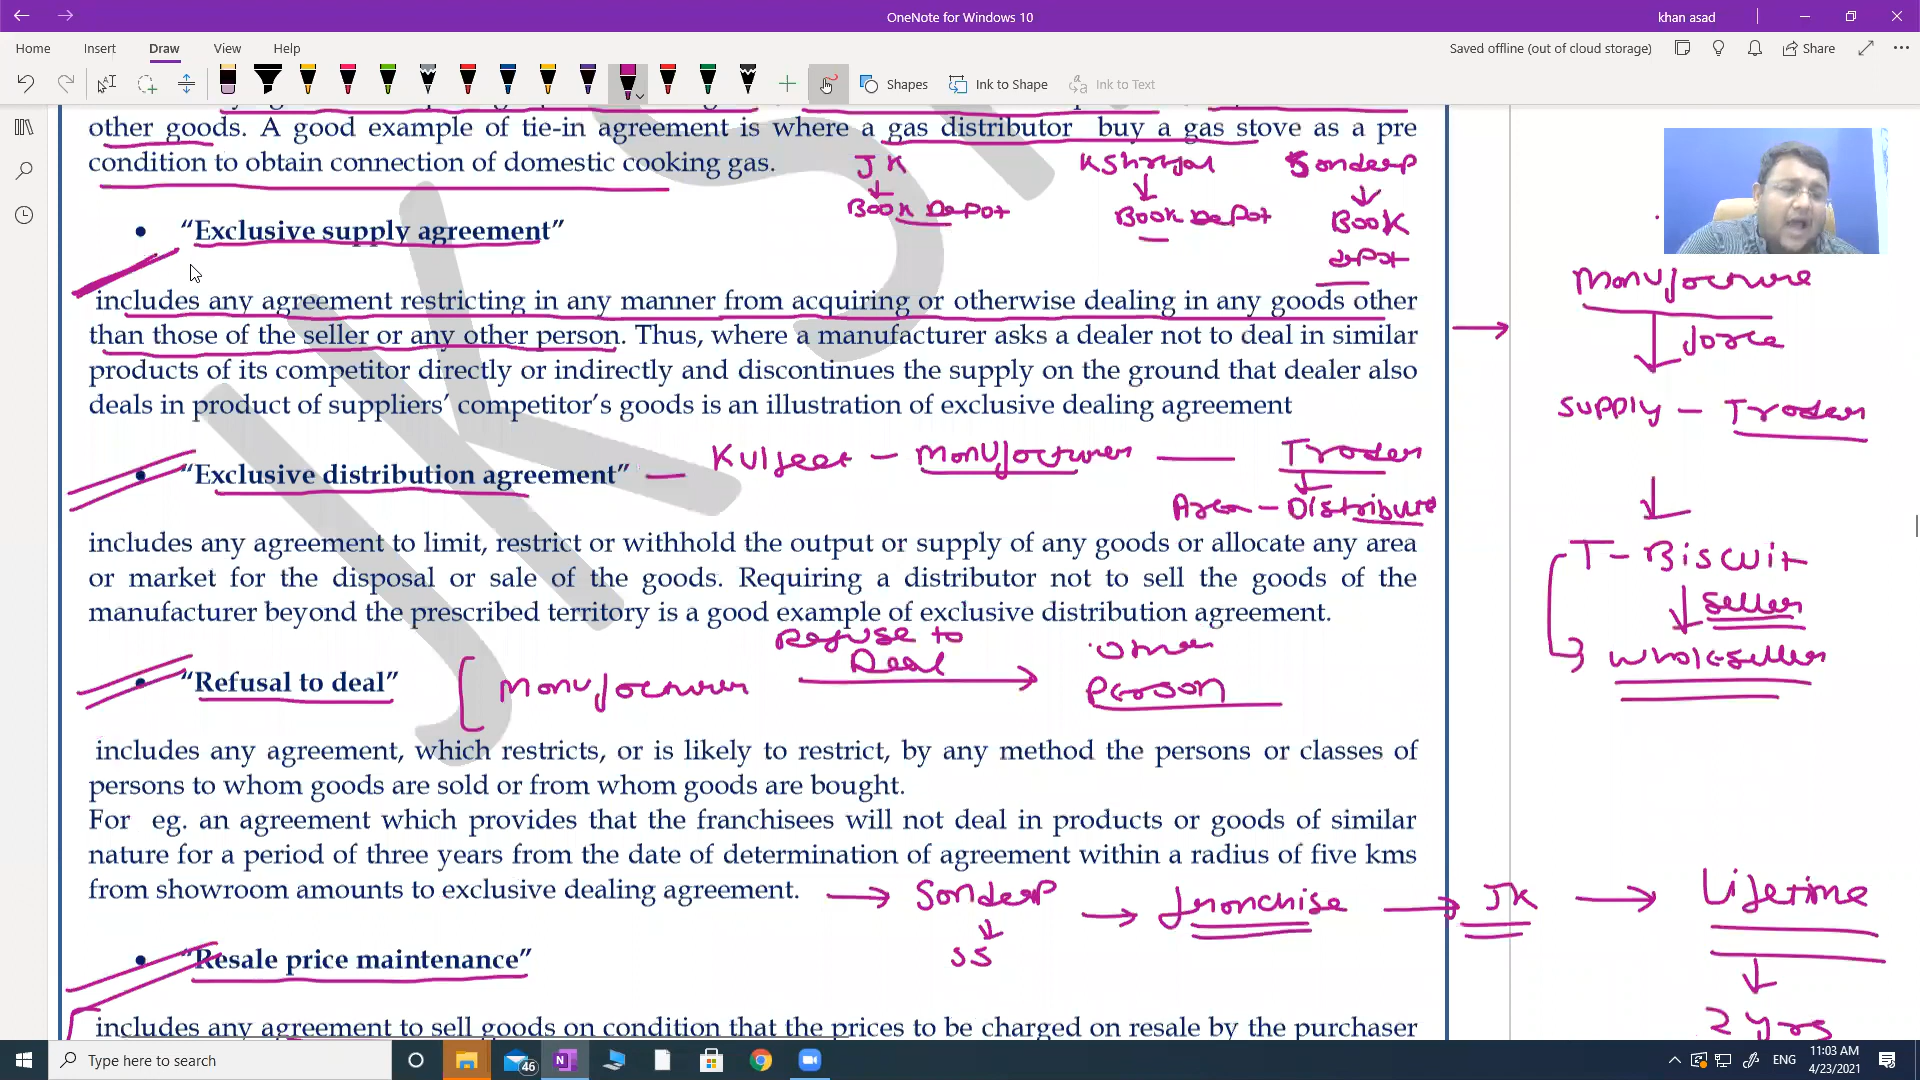 OneNote for Windows 10
khan asad
Home Insert Draw View Help
Saved offline (out of cloud storage)
Share
Shapes
Ink to Shape
Ink to Text
other goods. A good example of tie-in agreement is where a gas distributor buy a gas stove as a pre
condition to obtain connection of domestic cooking gas.
JK
Book Depot
Book Depot
Sandeep
Book
Depot
• “Exclusive supply agreement”
includes any agreement restricting in any manner from acquiring or otherwise dealing in any goods other
than those of the seller or any other person. Thus, where a manufacturer asks a dealer not to deal in similar
products of its competitor directly or indirectly and discontinues the supply on the ground that dealer also
deals in product of suppliers’ competitor’s goods is an illustration of exclusive dealing agreement
Manufacture
force
Supply - Trader
T-Biscuit
seller
wholeseller
• “Exclusive distribution agreement” — Kuljeet - Manufacturer — Trader
Area - Distribute
includes any agreement to limit, restrict or withhold the output or supply of any goods or allocate any area
or market for the disposal or sale of the goods. Requiring a distributor not to sell the goods of the
manufacturer beyond the prescribed territory is a good example of exclusive distribution agreement.
• “Refusal to deal” [ Manufacturer
Refuse to
Deal
other
Person
includes any agreement, which restricts, or is likely to restrict, by any method the persons or classes of
persons to whom goods are sold or from whom goods are bought.
For eg. an agreement which provides that the franchisees will not deal in products or goods of similar
nature for a period of three years from the date of determination of agreement within a radius of five kms
from showroom amounts to exclusive dealing agreement. → Sandeep → franchise → JK → Lifetime
SS
2 yrs
• “Resale price maintenance”
includes any agreement to sell goods on condition that the prices to be charged on resale by the purchaser
Type here to search
46
ENG
11:03 AM
4/23/2021